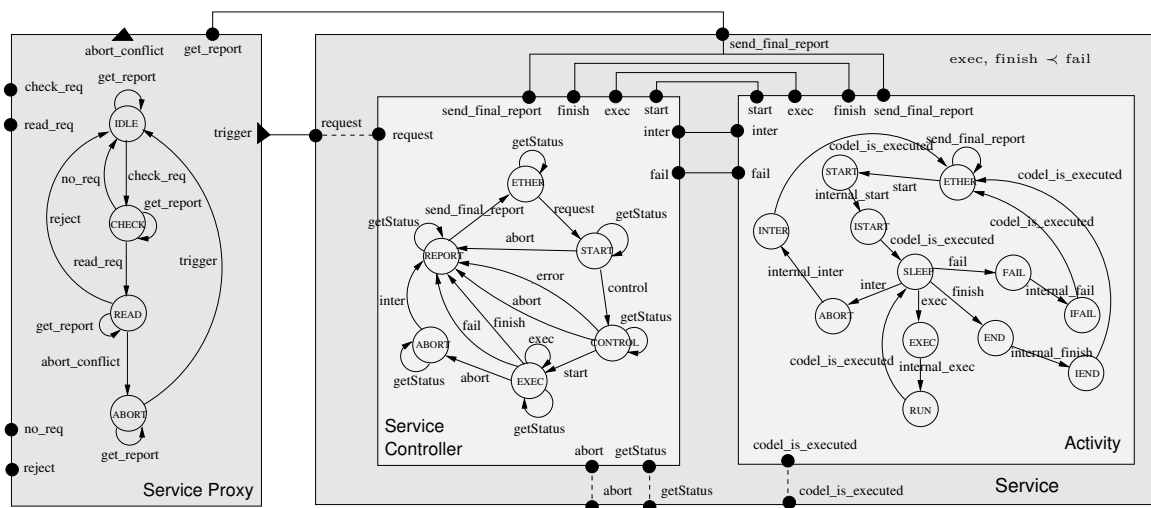 abort_conflict
get_report
check_req
read_req
get_report
IDLE
no_req
check_req
get_report
CHECK
reject
read_req
trigger
READ
get_report
abort_conflict
ABORT
get_report
no_req
reject
Service Proxy
trigger
request
request
send_final_report
exec, finish ≺ fail
send_final_report
finish
exec
start
start
exec
finish
send_final_report
inter
inter
fail
fail
getStatus
ETHER
send_final_report
request
getStatus
getStatus
REPORT
abort
START
error
control
abort
inter
fail
finish
getStatus
exec
CONTROL
ABORT
start
getStatus
abort
EXEC
getStatus
Service
Controller
abort
getStatus
abort
getStatus
send_final_report
codel_is_executed
START
start
ETHER
codel_is_executed
internal_start
INTER
ISTART
codel_is_executed
codel_is_executed
SLEEP
fail
FAIL
internal_inter
inter
internal_fail
exec
finish
ABORT
IFAIL
EXEC
END
codel_is_executed
internal_exec
internal_finish
IEND
RUN
codel_is_executed
Activity
codel_is_executed
Service